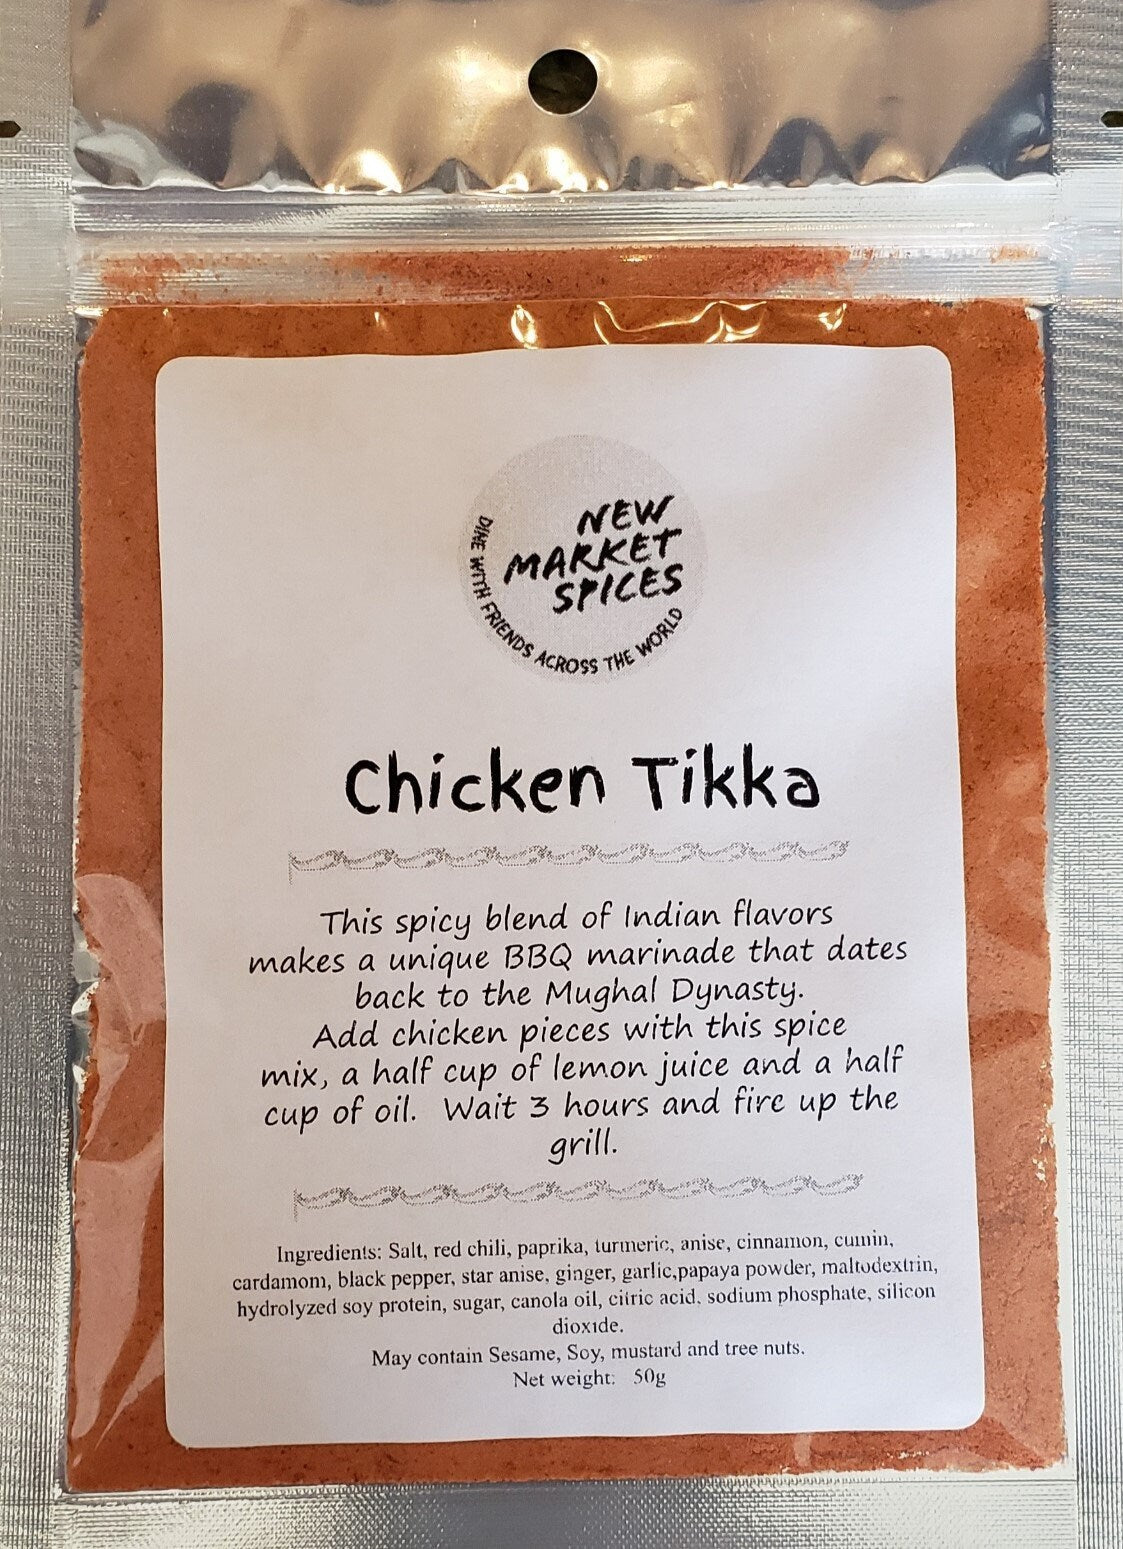 NEW
MARKET
SPICES
DINE WITH FRIENDS ACROSS THE WORLD
Chicken Tikka
This spicy blend of Indian flavors
makes a unique BBQ marinade that dates
back to the Mughal Dynasty.
Add chicken pieces with this spice
mix, a half cup of lemon juice and a half
cup of oil. Wait 3 hours and fire up the
grill.
Ingredients: Salt, red chili, paprika, turmeric, anise, cinnamon, cumin,
cardamom, black pepper, star anise, ginger, garlic,papaya powder, maltodextrin,
hydrolyzed soy protein, sugar, canola oil, citric acid, sodium phosphate, silicon
dioxide.
May contain Sesame, Soy, mustard and tree nuts.
Net weight: 50g